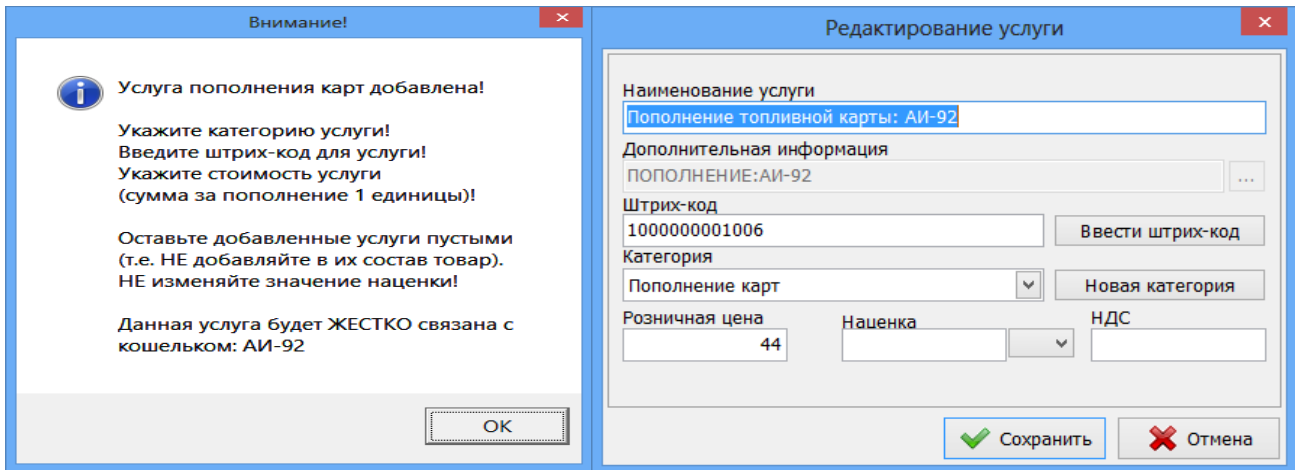 Внимание!
Услуга пополнения карт добавлена!
Укажите категорию услуги!
Введите штрих-код для услуги!
Укажите стоимость услуги
(сумма за пополнение 1 единицы)!
Оставьте добавленные услуги пустыми
(т.е. НЕ добавляйте в их состав товар).
НЕ изменяйте значение наценки!
Данная услуга будет ЖЕСТКО связана с
кошельком: АИ-92
OK
Редактирование услуги
Наименование услуги
Пополнение топливной карты: АИ-92
Дополнительная информация
ПОПОЛНЕНИЕ:АИ-92
...
Штрих-код
1000000001006
Ввести штрих-код
Категория
Пополнение карт
Новая категория
Розничная цена
Наценка
НДС
44
Сохранить
Отмена